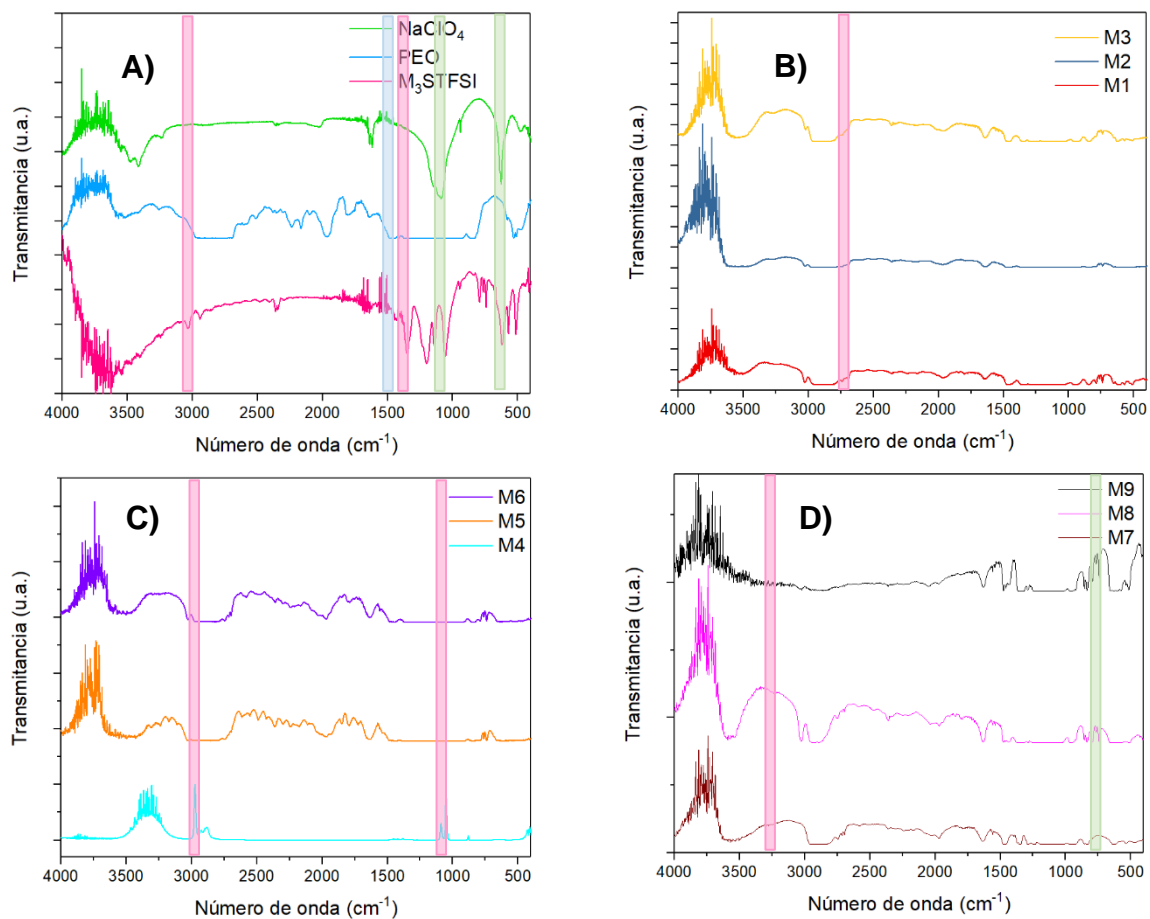 A)
NaClO₄
PEO
M₃STFSI
Transmitancia (u.a.)
4000 3500 3000 2500 2000 1500 1000 500
Número de onda (cm⁻¹)
B)
M3
M2
M1
Transmitancia (u.a.)
4000 3500 3000 2500 2000 1500 1000 500
Número de onda (cm⁻¹)
C)
M6
M5
M4
Transmitancia (u.a.)
4000 3500 3000 2500 2000 1500 1000 500
Número de onda (cm⁻¹)
D)
M9
M8
M7
Transmitancia (u.a.)
4000 3500 3000 2500 2000 1500 1000 500
Número de onda (cm⁻¹)